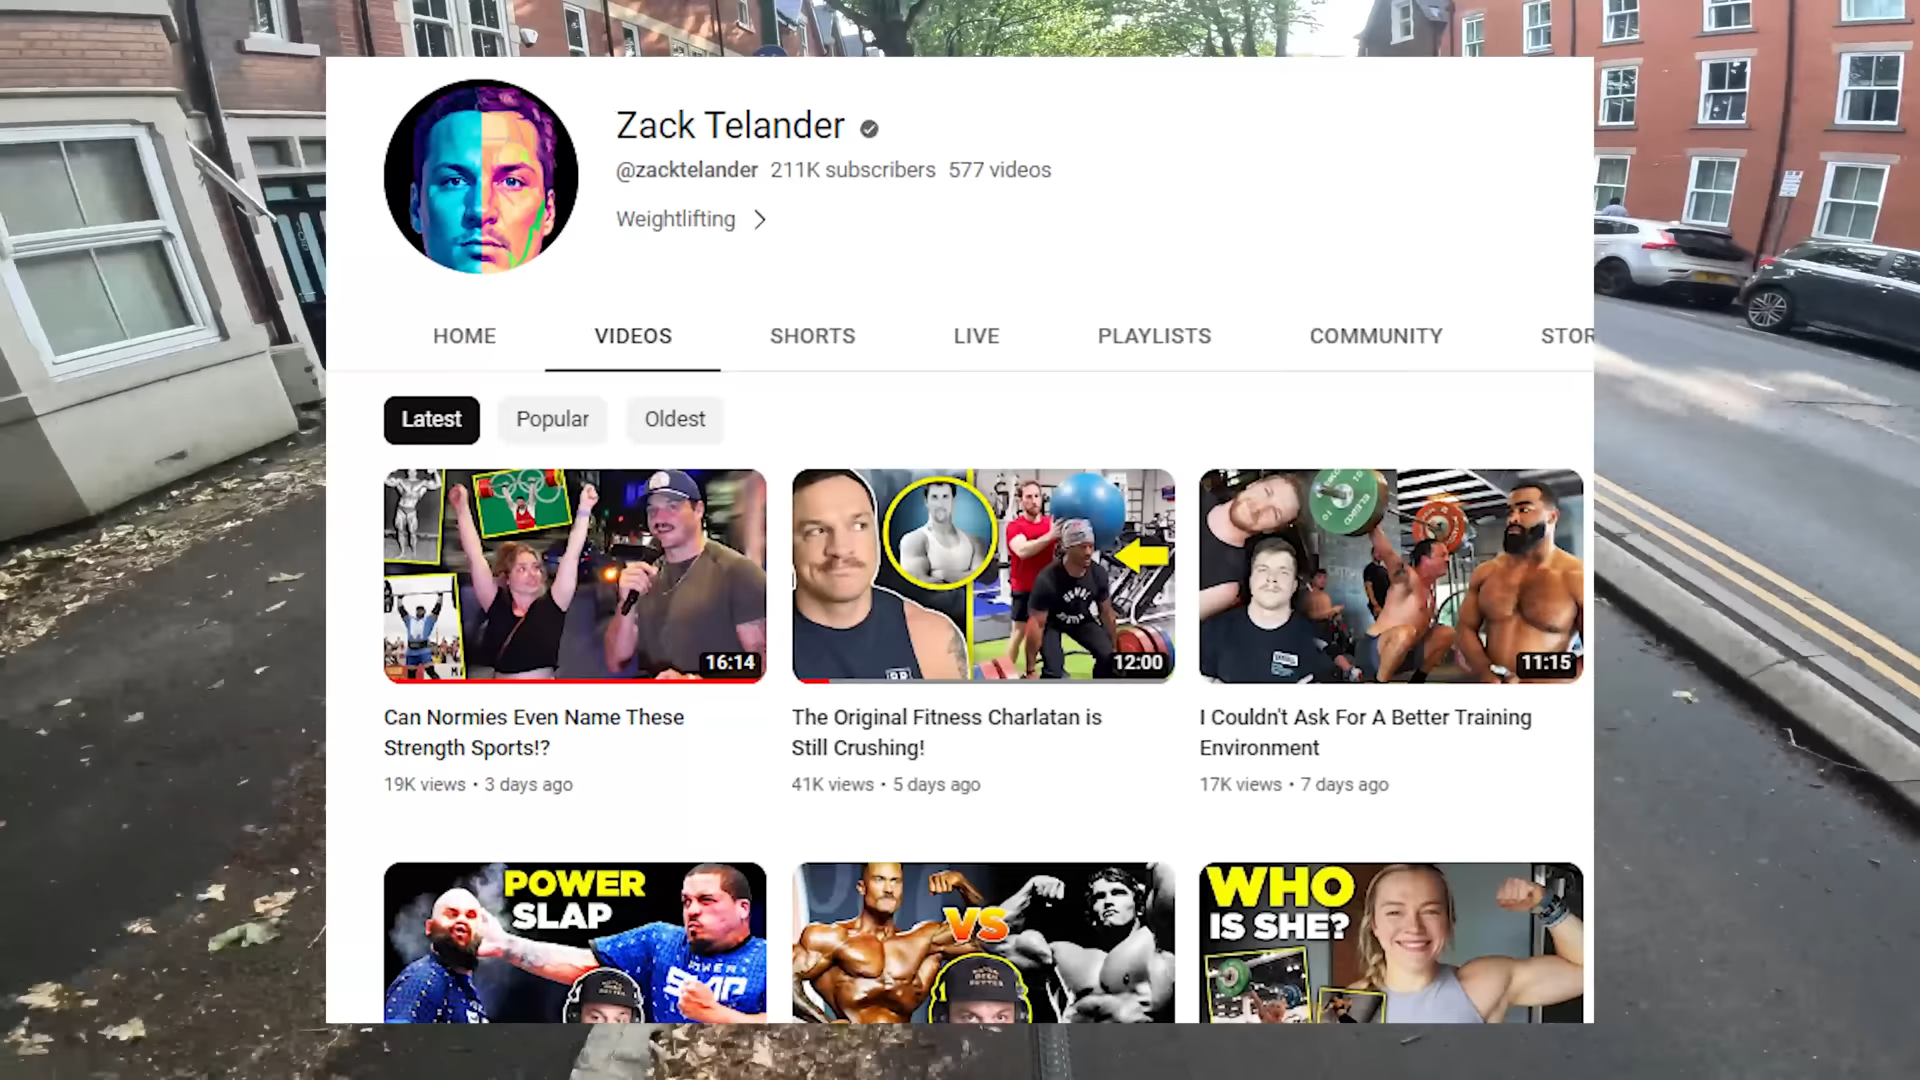 Zack Telander
@zacktelander 211K subscribers 577 videos
Weightlifting
HOME VIDEOS SHORTS LIVE PLAYLISTS COMMUNITY STOR
Latest Popular Oldest
16:14 12:00 11:15
Can Normies Even Name These
Strength Sports!?
19K views • 3 days ago
The Original Fitness Charlatan is
Still Crushing!
41K views • 5 days ago
I Couldn't Ask For A Better Training
Environment
17K views • 7 days ago
POWER
SLAP
VS
WHO
IS SHE?